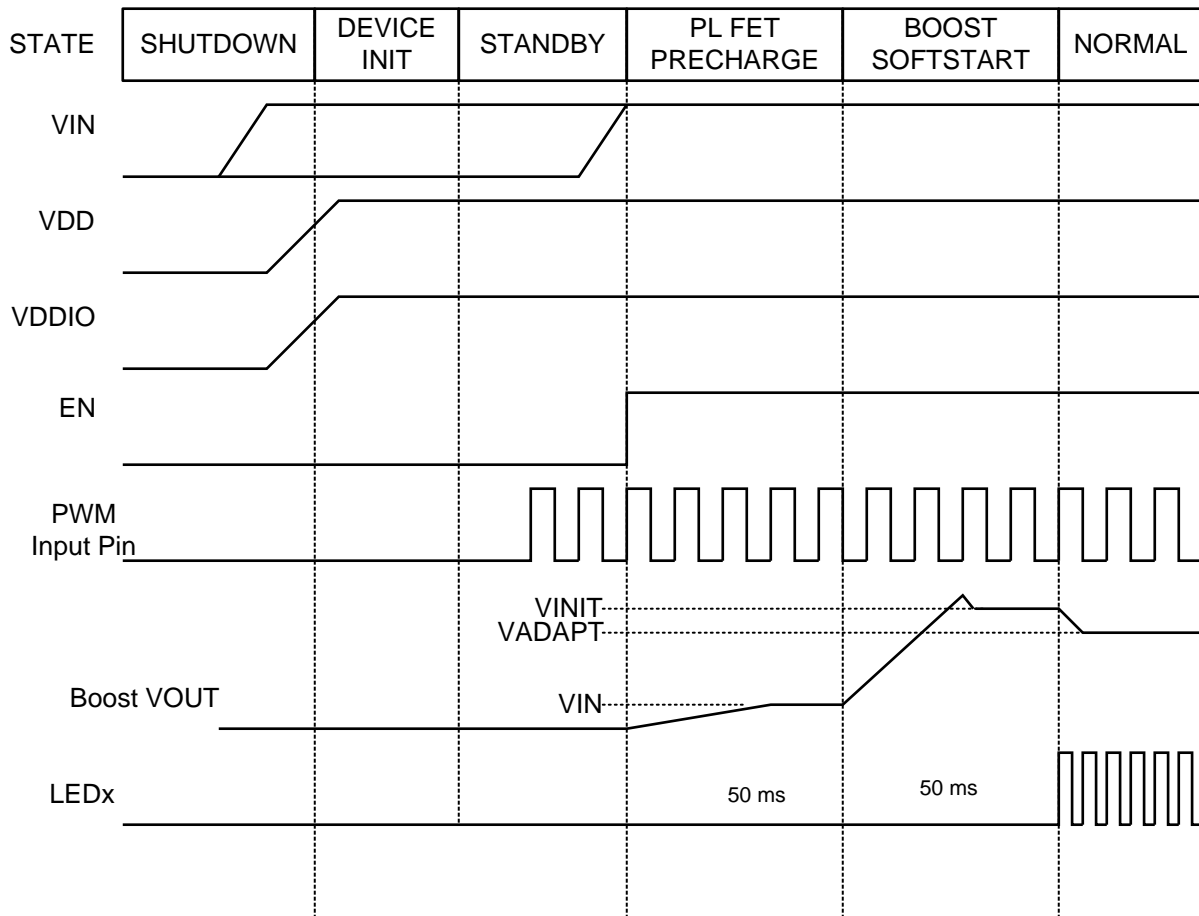 STATE
SHUTDOWN
DEVICE
INIT
STANDBY
PL FET
PRECHARGE
BOOST
SOFTSTART
NORMAL
VIN
VDD
VDDIO
EN
PWM
Input Pin
VINIT
VADAPT
Boost VOUT
VIN
LEDx
50 ms
50 ms